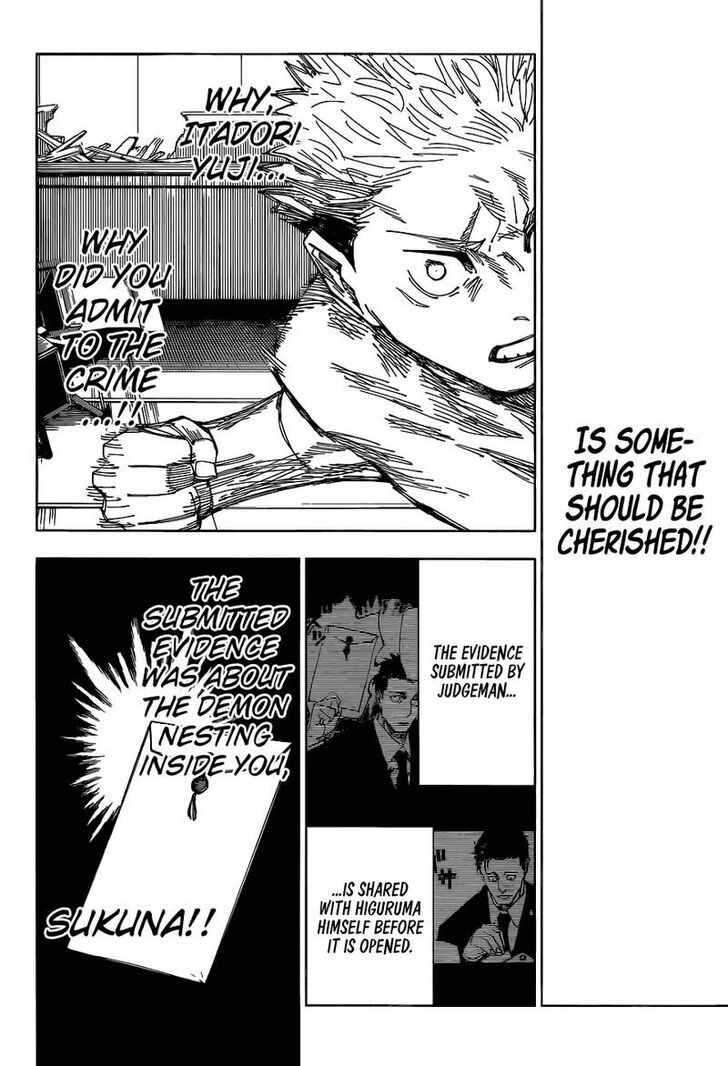 IS SOME-
THING THAT
SHOULD BE
CHERISHED!!
WHY,
ITADORI
YUJI...
WHY
DID YOU
ADMIT
TO THE
CRIME
...!!
THE EVIDENCE
SUBMITTED BY
JUDGEMAN...
...IS SHARED
WITH HIGURUMA
HIMSELF BEFORE
IT IS OPENED.
THE
SUBMITTED
EVIDENCE
WAS ABOUT
THE DEMON
NESTING
INSIDE YOU,
SUKUNA!!